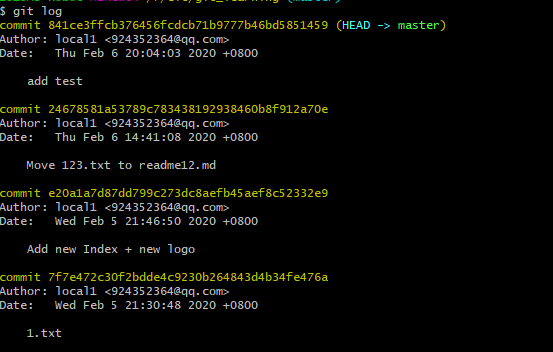 $ git log
commit 841ce3ffcb376456fcdcb71b9777b46bd5851459 (HEAD -> master)
Author: local1 <924352364@qq.com>
Date:   Thu Feb 6 20:04:03 2020 +0800
add test
commit 24678581a53789c783438192938460b8f912a70e
Author: local1 <924352364@qq.com>
Date:   Thu Feb 6 14:41:08 2020 +0800
Move 123.txt to readme12.md
commit e20a1a7d87dd799c273dc8aefb45aef8c52332e9
Author: local1 <924352364@qq.com>
Date:   Wed Feb 5 21:46:50 2020 +0800
Add new Index + new logo
commit 7f7e472c30f2bdde4c9230b264843d4b34fe476a
Author: local1 <924352364@qq.com>
Date:   Wed Feb 5 21:30:48 2020 +0800
1.txt